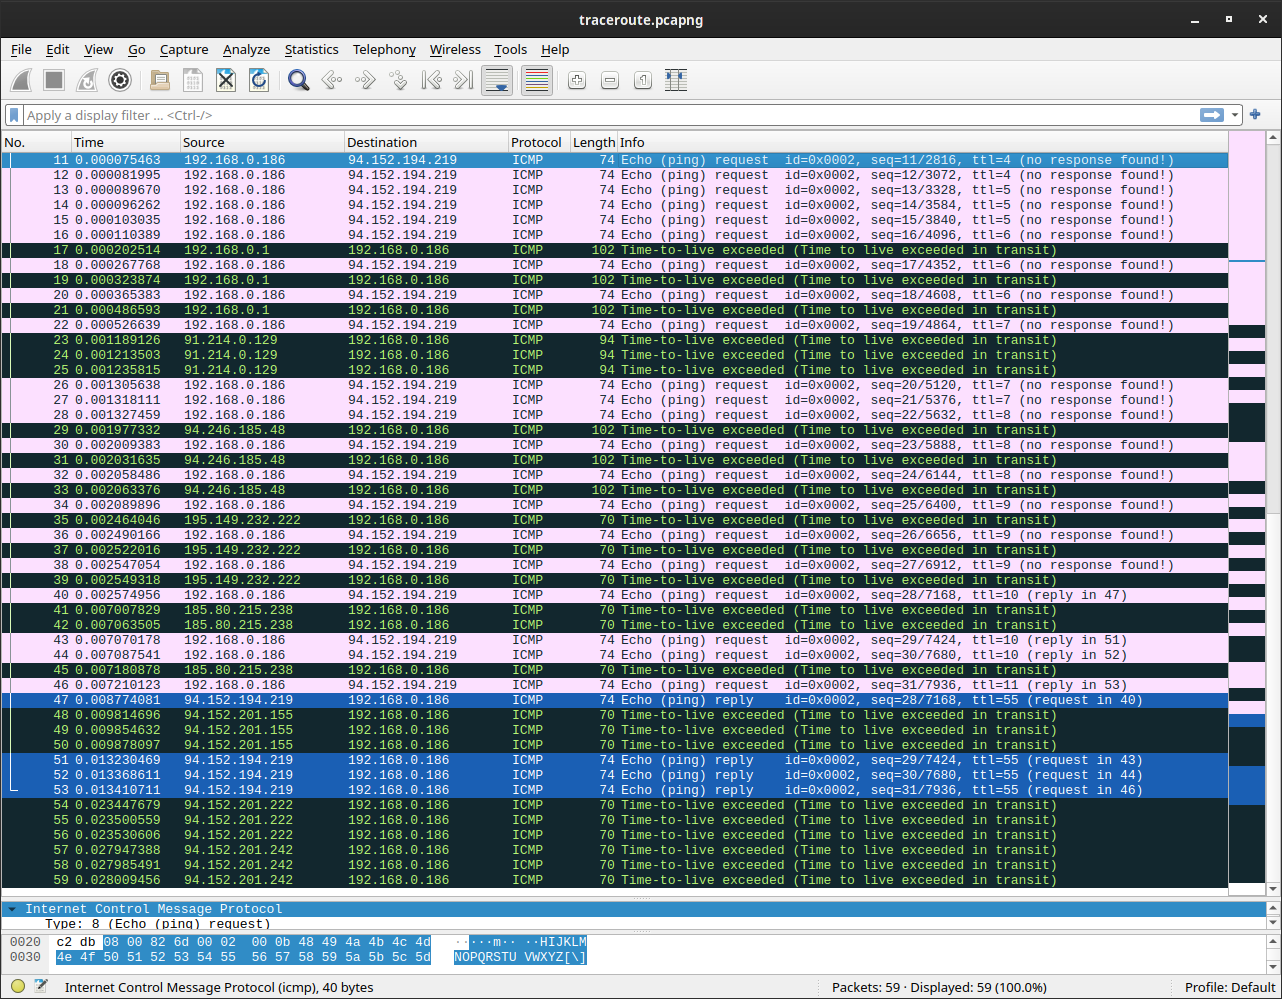 traceroute.pcapng
File Edit View Go Capture Analyze Statistics Telephony Wireless Tools Help
Apply a display filter ... <Ctrl-/>
No. Time Source Destination Protocol Length Info
11 0.000075463 192.168.0.186 94.152.194.219 ICMP 74 Echo (ping) request id=0x0002, seq=11/2816, ttl=4 (no response found!)
12 0.000081995 192.168.0.186 94.152.194.219 ICMP 74 Echo (ping) request id=0x0002, seq=12/3072, ttl=4 (no response found!)
13 0.000089670 192.168.0.186 94.152.194.219 ICMP 74 Echo (ping) request id=0x0002, seq=13/3328, ttl=5 (no response found!)
14 0.000096262 192.168.0.186 94.152.194.219 ICMP 74 Echo (ping) request id=0x0002, seq=14/3584, ttl=5 (no response found!)
15 0.000103035 192.168.0.186 94.152.194.219 ICMP 74 Echo (ping) request id=0x0002, seq=15/3840, ttl=5 (no response found!)
16 0.000110389 192.168.0.186 94.152.194.219 ICMP 74 Echo (ping) request id=0x0002, seq=16/4096, ttl=6 (no response found!)
17 0.000202514 192.168.0.1 192.168.0.186 ICMP 102 Time-to-live exceeded (Time to live exceeded in transit)
18 0.000267768 192.168.0.186 94.152.194.219 ICMP 74 Echo (ping) request id=0x0002, seq=17/4352, ttl=6 (no response found!)
19 0.000323874 192.168.0.1 192.168.0.186 ICMP 102 Time-to-live exceeded (Time to live exceeded in transit)
20 0.000365383 192.168.0.186 94.152.194.219 ICMP 74 Echo (ping) request id=0x0002, seq=18/4608, ttl=6 (no response found!)
21 0.000486593 192.168.0.1 192.168.0.186 ICMP 102 Time-to-live exceeded (Time to live exceeded in transit)
22 0.000526639 192.168.0.186 94.152.194.219 ICMP 74 Echo (ping) request id=0x0002, seq=19/4864, ttl=7 (no response found!)
23 0.001189126 91.214.0.129 192.168.0.186 ICMP 94 Time-to-live exceeded (Time to live exceeded in transit)
24 0.001213503 91.214.0.129 192.168.0.186 ICMP 94 Time-to-live exceeded (Time to live exceeded in transit)
25 0.001235815 91.214.0.129 192.168.0.186 ICMP 94 Time-to-live exceeded (Time to live exceeded in transit)
26 0.001305638 192.168.0.186 94.152.194.219 ICMP 74 Echo (ping) request id=0x0002, seq=20/5120, ttl=7 (no response found!)
27 0.001318111 192.168.0.186 94.152.194.219 ICMP 74 Echo (ping) request id=0x0002, seq=21/5376, ttl=7 (no response found!)
28 0.001327459 192.168.0.186 94.152.194.219 ICMP 74 Echo (ping) request id=0x0002, seq=22/5632, ttl=8 (no response found!)
29 0.001977332 94.246.185.48 192.168.0.186 ICMP 102 Time-to-live exceeded (Time to live exceeded in transit)
30 0.002009383 192.168.0.186 94.152.194.219 ICMP 74 Echo (ping) request id=0x0002, seq=23/5888, ttl=8 (no response found!)
31 0.002031635 94.246.185.48 192.168.0.186 ICMP 102 Time-to-live exceeded (Time to live exceeded in transit)
32 0.002058486 192.168.0.186 94.152.194.219 ICMP 74 Echo (ping) request id=0x0002, seq=24/6144, ttl=8 (no response found!)
33 0.002063376 94.246.185.48 192.168.0.186 ICMP 102 Time-to-live exceeded (Time to live exceeded in transit)
34 0.002089896 192.168.0.186 94.152.194.219 ICMP 74 Echo (ping) request id=0x0002, seq=25/6400, ttl=9 (no response found!)
35 0.002464046 195.149.232.222 192.168.0.186 ICMP 70 Time-to-live exceeded (Time to live exceeded in transit)
36 0.002490166 192.168.0.186 94.152.194.219 ICMP 74 Echo (ping) request id=0x0002, seq=26/6656, ttl=9 (no response found!)
37 0.002522016 195.149.232.222 192.168.0.186 ICMP 70 Time-to-live exceeded (Time to live exceeded in transit)
38 0.002547054 192.168.0.186 94.152.194.219 ICMP 74 Echo (ping) request id=0x0002, seq=27/6912, ttl=9 (no response found!)
39 0.002549318 195.149.232.222 192.168.0.186 ICMP 70 Time-to-live exceeded (Time to live exceeded in transit)
40 0.002574956 192.168.0.186 94.152.194.219 ICMP 74 Echo (ping) request id=0x0002, seq=28/7168, ttl=10 (reply in 47)
41 0.007007829 185.80.215.238 192.168.0.186 ICMP 70 Time-to-live exceeded (Time to live exceeded in transit)
42 0.007063505 185.80.215.238 192.168.0.186 ICMP 70 Time-to-live exceeded (Time to live exceeded in transit)
43 0.007070178 192.168.0.186 94.152.194.219 ICMP 74 Echo (ping) request id=0x0002, seq=29/7424, ttl=10 (reply in 51)
44 0.007087541 192.168.0.186 94.152.194.219 ICMP 74 Echo (ping) request id=0x0002, seq=30/7680, ttl=10 (reply in 52)
45 0.007180878 185.80.215.238 192.168.0.186 ICMP 70 Time-to-live exceeded (Time to live exceeded in transit)
46 0.007210123 192.168.0.186 94.152.194.219 ICMP 74 Echo (ping) request id=0x0002, seq=31/7936, ttl=11 (reply in 53)
47 0.008774081 94.152.194.219 192.168.0.186 ICMP 74 Echo (ping) reply id=0x0002, seq=28/7168, ttl=55 (request in 40)
48 0.009814696 94.152.201.155 192.168.0.186 ICMP 70 Time-to-live exceeded (Time to live exceeded in transit)
49 0.009854632 94.152.201.155 192.168.0.186 ICMP 70 Time-to-live exceeded (Time to live exceeded in transit)
50 0.009878097 94.152.201.155 192.168.0.186 ICMP 70 Time-to-live exceeded (Time to live exceeded in transit)
51 0.013230469 94.152.194.219 192.168.0.186 ICMP 74 Echo (ping) reply id=0x0002, seq=29/7424, ttl=55 (request in 43)
52 0.013368611 94.152.194.219 192.168.0.186 ICMP 74 Echo (ping) reply id=0x0002, seq=30/7680, ttl=55 (request in 44)
53 0.013410711 94.152.194.219 192.168.0.186 ICMP 74 Echo (ping) reply id=0x0002, seq=31/7936, ttl=55 (request in 46)
54 0.023447679 94.152.201.222 192.168.0.186 ICMP 70 Time-to-live exceeded (Time to live exceeded in transit)
55 0.023500559 94.152.201.222 192.168.0.186 ICMP 70 Time-to-live exceeded (Time to live exceeded in transit)
56 0.023530606 94.152.201.222 192.168.0.186 ICMP 70 Time-to-live exceeded (Time to live exceeded in transit)
57 0.027947388 94.152.201.242 192.168.0.186 ICMP 70 Time-to-live exceeded (Time to live exceeded in transit)
58 0.027985491 94.152.201.242 192.168.0.186 ICMP 70 Time-to-live exceeded (Time to live exceeded in transit)
59 0.028009456 94.152.201.242 192.168.0.186 ICMP 70 Time-to-live exceeded (Time to live exceeded in transit)
Internet Control Message Protocol
Type: 8 (Echo (ping) request)
0020 c2 db 08 00 82 6d 00 02 00 0b 48 49 4a 4b 4c 4d ·····m·· ··HIJKLM
0030 4e 4f 50 51 52 53 54 55 56 57 58 59 5a 5b 5c 5d NOPQRSTU VWXYZ[\]
Internet Control Message Protocol (icmp), 40 bytes
Packets: 59 · Displayed: 59 (100.0%)
Profile: Default